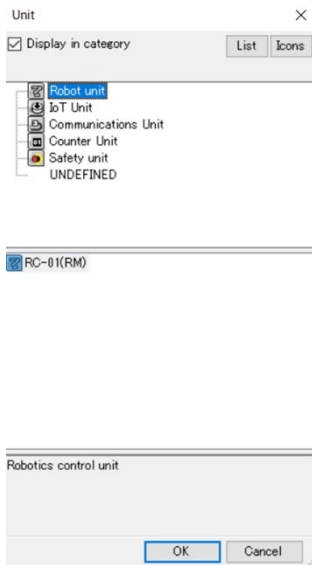 Unit
Display in category
List
Icons
Robot unit
IoT Unit
Communications Unit
Counter Unit
Safety unit
UNDEFINED
RC-01(RM)
Robotics control unit
OK
Cancel